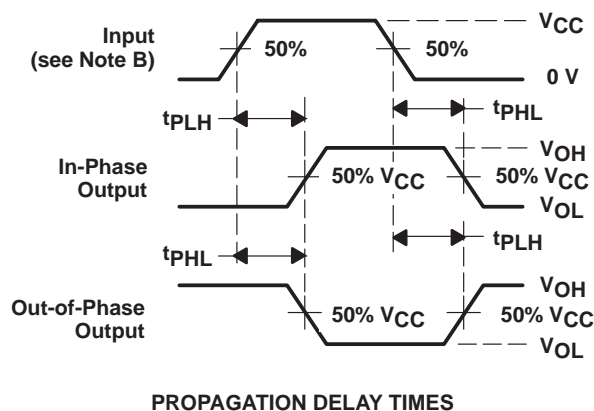 VCC
Input
(see Note B)
50%
50%
0 V
tPLH
tPHL
In-Phase
Output
VOH
50% VCC
50% VCC
VOL
tPHL
tPLH
Out-of-Phase
Output
VOH
50% VCC
50% VCC
VOL
PROPAGATION DELAY TIMES